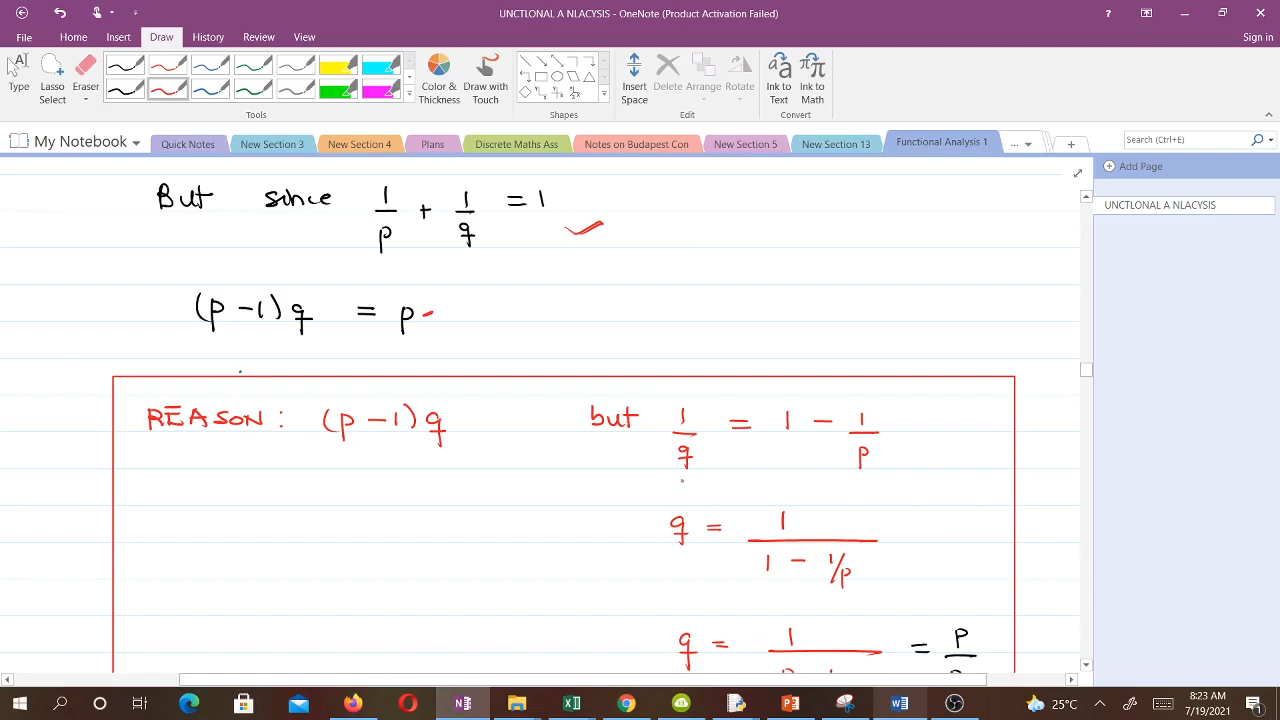 UNCTLONAL A NLACYSIS - OneNote (Product Activation Failed)
File Home Insert Draw History Review View Sign in
Type Lasso Select Eraser Color & Thickness Draw with Touch Insert Space Delete Arrange Rotate Ink to Text Ink to Math
Tools Shapes Edit Convert
My Notebook Quick Notes New Section 3 New Section 4 Plans Discrete Maths Ass Notes on Budapest Con New Section 5 New Section 13 Functional Analysis 1 ... Search (Ctrl+E)
Add Page
UNCTLONAL A NLACYSIS
But since 1/p + 1/q = 1
(p - 1) q = p
REASON: (p - 1) q but 1/q = 1 - 1/p
q = 1/(1 - 1/p)
q = 1 = p
25°C ENG 8:23 AM
7/19/2021